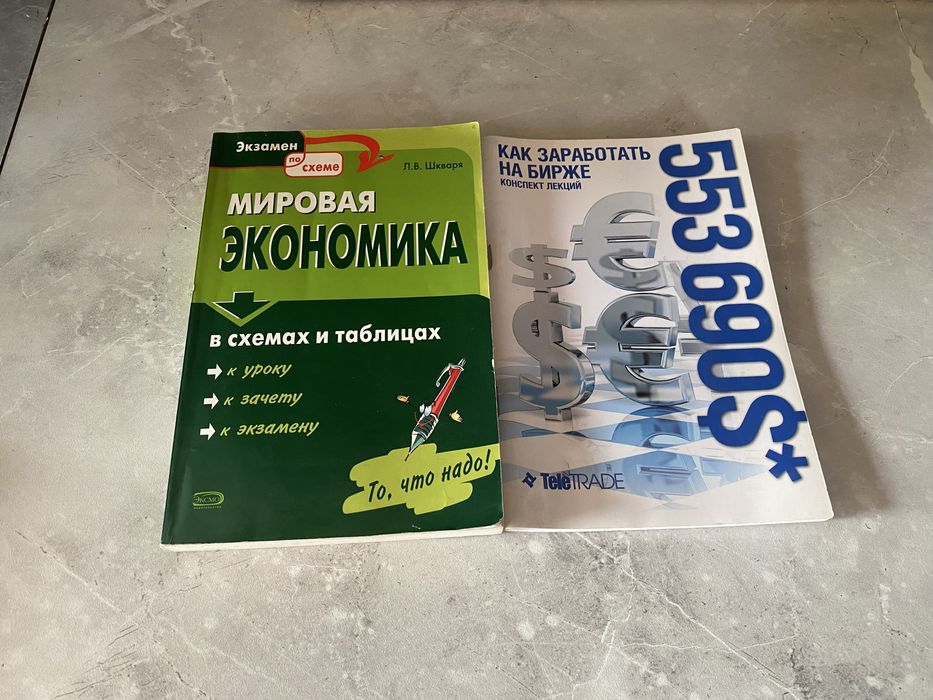 Экзамен
по
схеме
Л.В. Шкваря
МИРОВАЯ
ЭКОНОМИКА
в схемах и таблицах
к уроку
к зачету
к экзамену
То, что надо!
ЭКСМО
КАК ЗАРАБОТАТЬ
НА БИРЖЕ
КОНСПЕКТ ЛЕКЦИЙ
553 690$*
TeleTRADE